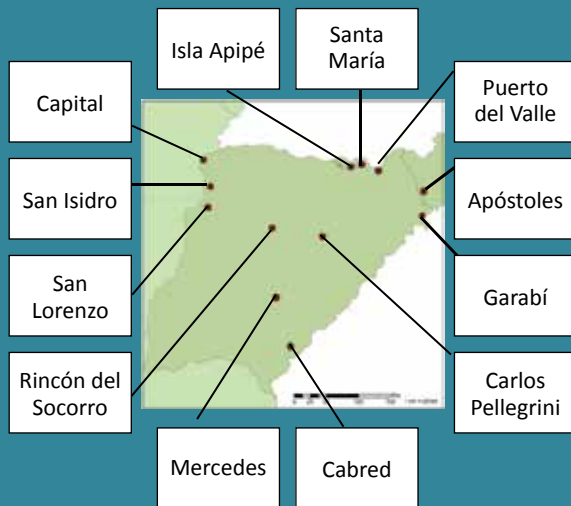 Isla Apipé
Santa
María
Capital
Puerto
del Valle
San Isidro
Apóstoles
San
Lorenzo
Garabí
Rincón del
Socorro
Carlos
Pellegrini
Mercedes
Cabred